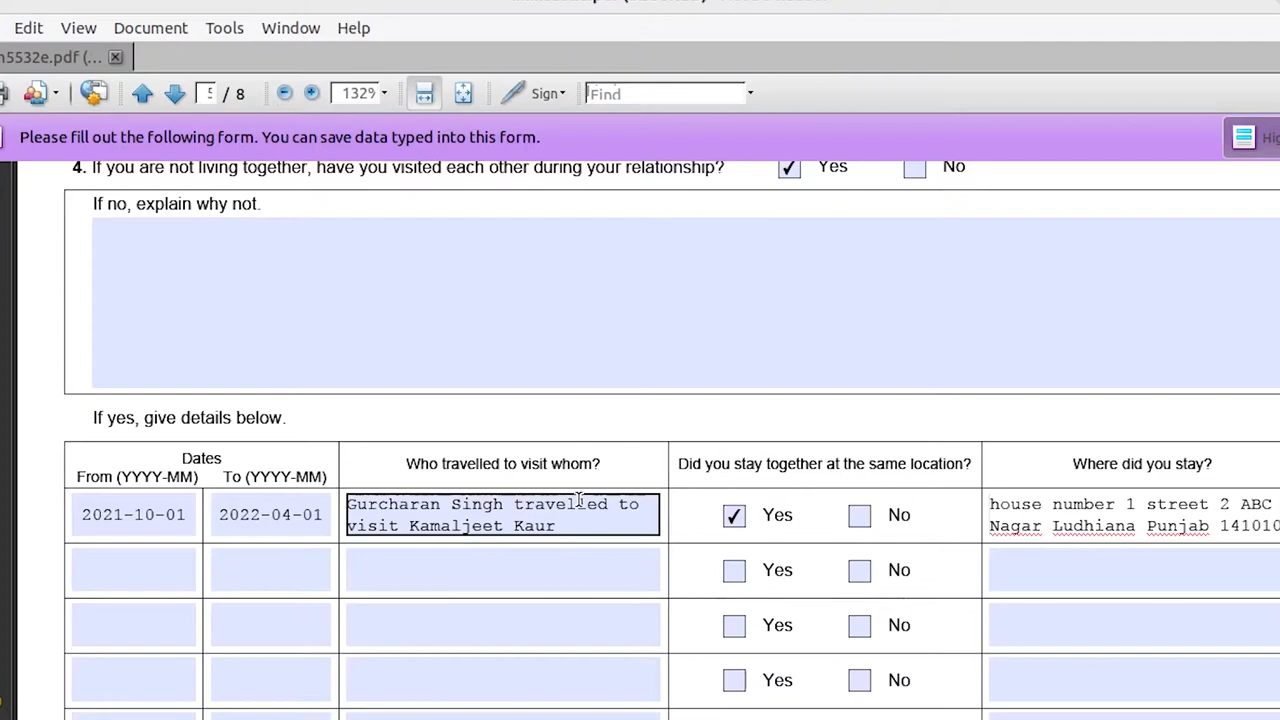 Edit View Document Tools Window Help
n5532e.pdf (...
5 / 8 132% Sign Find
Please fill out the following form. You can save data typed into this form.
4. If you are not living together, have you visited each other during your relationship? Yes No
If no, explain why not.
If yes, give details below.
Dates
From (YYYY-MM) To (YYYY-MM) Who travelled to visit whom? Did you stay together at the same location? Where did you stay?
2021-10-01 2022-04-01 Gurcharan Singh travelled to visit Kamaljeet Kaur Yes No house number 1 street 2 ABC Nagar Ludhiana Punjab 141010
Yes No
Yes No
Yes No